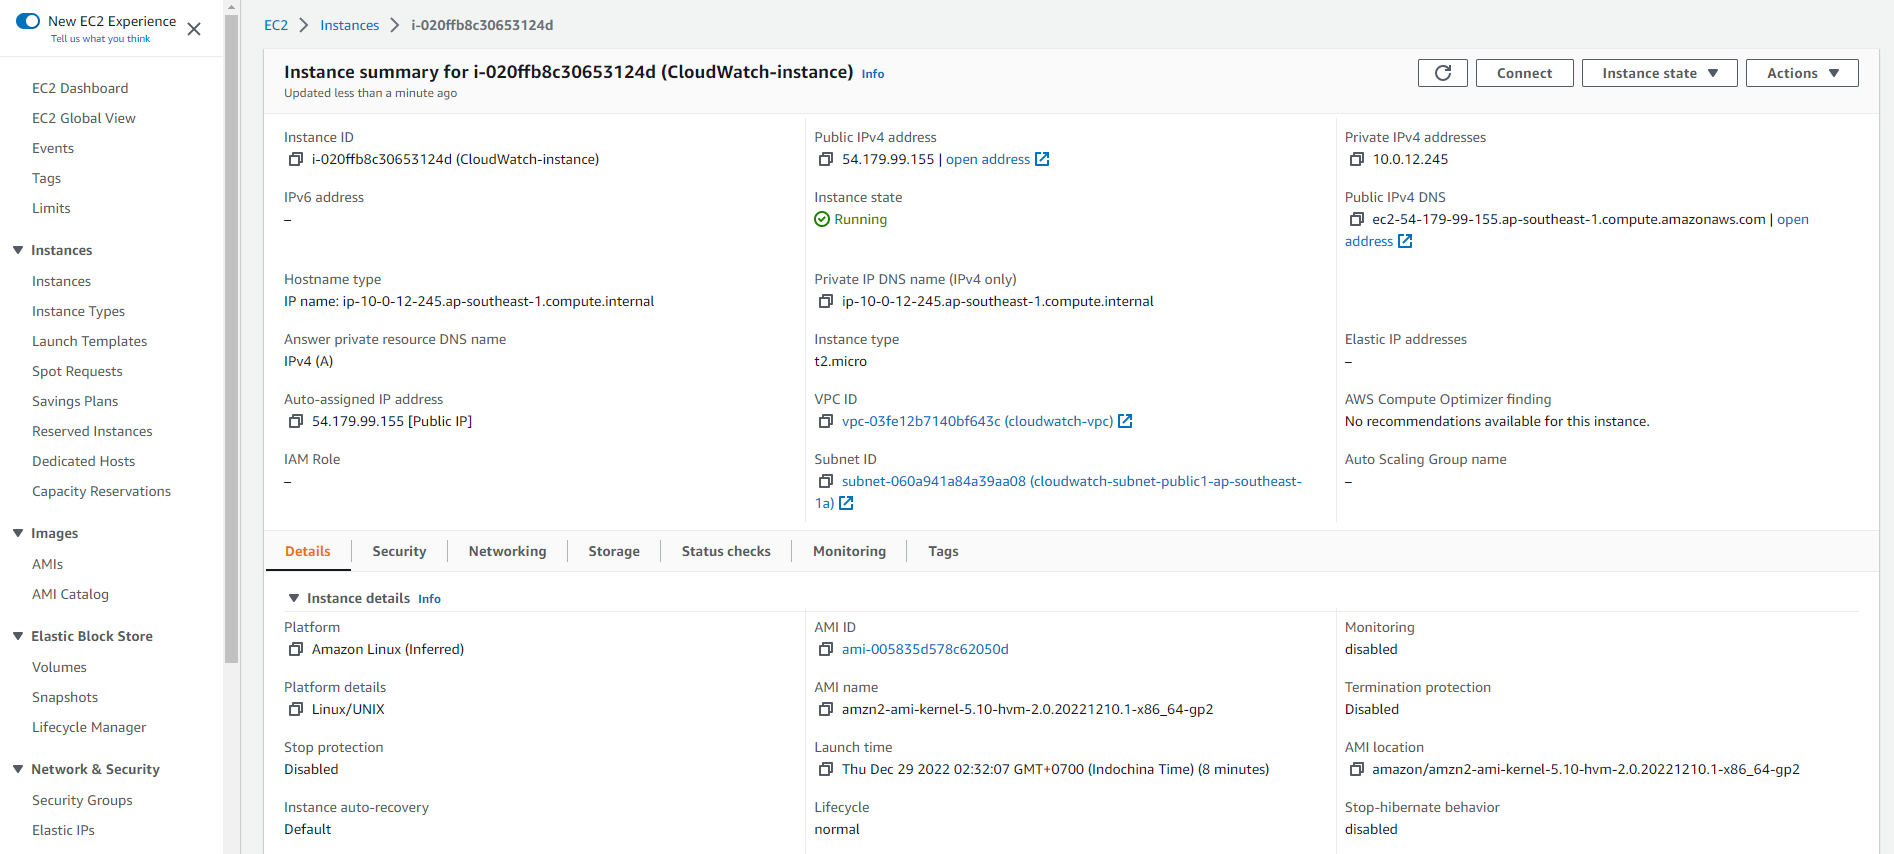 New EC2 Experience
Tell us what you think
EC2 Dashboard
EC2 Global View
Events
Tags
Limits
Instances
Instances
Instance Types
Launch Templates
Spot Requests
Savings Plans
Reserved Instances
Dedicated Hosts
Capacity Reservations
Images
AMIs
AMI Catalog
Elastic Block Store
Volumes
Snapshots
Lifecycle Manager
Network & Security
Security Groups
Elastic IPs
EC2 Instances i-020ffb8c30653124d
Instance summary for i-020ffb8c30653124d (CloudWatch-instance) Info
Updated less than a minute ago
Connect
Instance state
Actions
Instance ID
i-020ffb8c30653124d (CloudWatch-instance)
Public IPv4 address
54.179.99.155 | open address
Private IPv4 addresses
10.0.12.245
IPv6 address
–
Instance state
Running
Public IPv4 DNS
ec2-54-179-99-155.ap-southeast-1.compute.amazonaws.com | open
address
Hostname type
IP name: ip-10-0-12-245.ap-southeast-1.compute.internal
Private IP DNS name (IPv4 only)
ip-10-0-12-245.ap-southeast-1.compute.internal
Answer private resource DNS name
IPv4 (A)
Instance type
t2.micro
Elastic IP addresses
–
Auto-assigned IP address
54.179.99.155 [Public IP]
VPC ID
vpc-03fe12b7140bf643c (cloudwatch-vpc)
AWS Compute Optimizer finding
No recommendations available for this instance.
IAM Role
–
Subnet ID
subnet-060a941a84a39aa08 (cloudwatch-subnet-public1-ap-southeast-
1a)
Auto Scaling Group name
–
Details Security Networking Storage Status checks Monitoring Tags
Instance details Info
Platform
Amazon Linux (Inferred)
AMI ID
ami-005835d578c62050d
Monitoring
disabled
Platform details
Linux/UNIX
AMI name
amzn2-ami-kernel-5.10-hvm-2.0.20221210.1-x86_64-gp2
Termination protection
Disabled
Stop protection
Disabled
Launch time
Thu Dec 29 2022 02:32:07 GMT+0700 (Indochina Time) (8 minutes)
AMI location
amazon/amzn2-ami-kernel-5.10-hvm-2.0.20221210.1-x86_64-gp2
Instance auto-recovery
Default
Lifecycle
normal
Stop-hibernate behavior
disabled